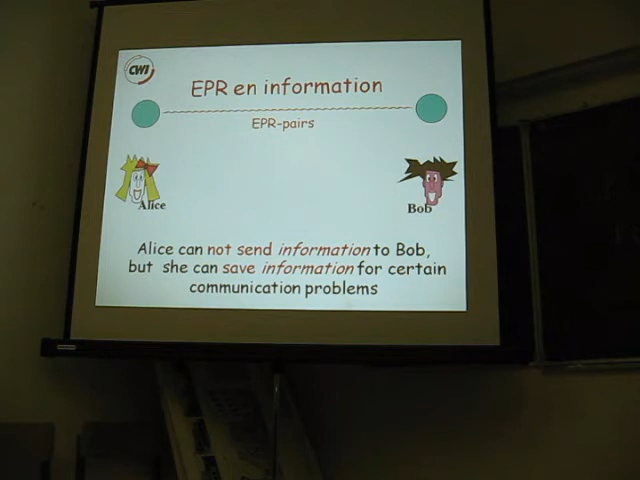 CWI
EPR en information
EPR-pairs
Alice
Bob
Alice can not send information to Bob,
but she can save information for certain
communication problems